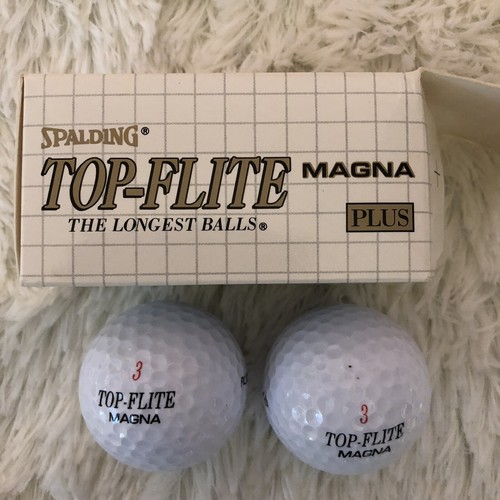 SPALDING®
TOP-FLITE MAGNA
THE LONGEST BALLS®
PLUS
3
TOP-FLITE
MAGNA
3
TOP-FLITE
MAGNA